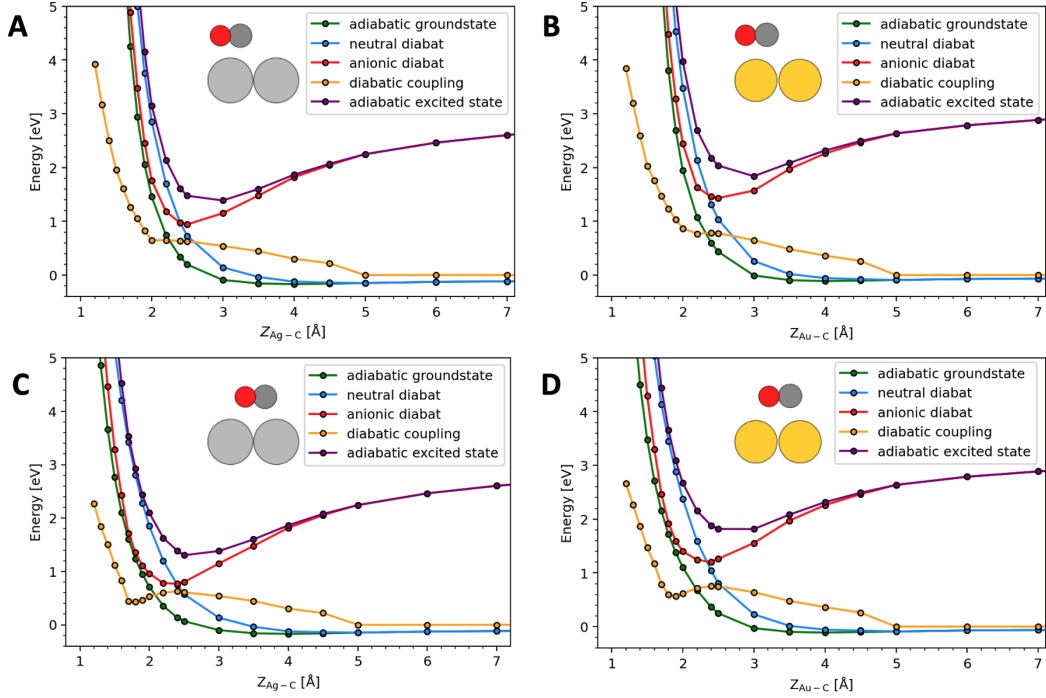 A
adiabatic groundstate
neutral diabat
anionic diabat
diabatic coupling
adiabatic excited state
Energy [eV]
5
4
3
2
1
0
1 2 3 4 5 6 7
Z Ag − C [Å]
B
adiabatic groundstate
neutral diabat
anionic diabat
diabatic coupling
adiabatic excited state
Energy [eV]
5
4
3
2
1
0
1 2 3 4 5 6 7
Z Au − C [Å]
C
adiabatic groundstate
neutral diabat
anionic diabat
diabatic coupling
adiabatic excited state
Energy [eV]
5
4
3
2
1
0
1 2 3 4 5 6 7
Z Ag − C [Å]
D
adiabatic groundstate
neutral diabat
anionic diabat
diabatic coupling
adiabatic excited state
Energy [eV]
5
4
3
2
1
0
1 2 3 4 5 6 7
Z Au − C [Å]